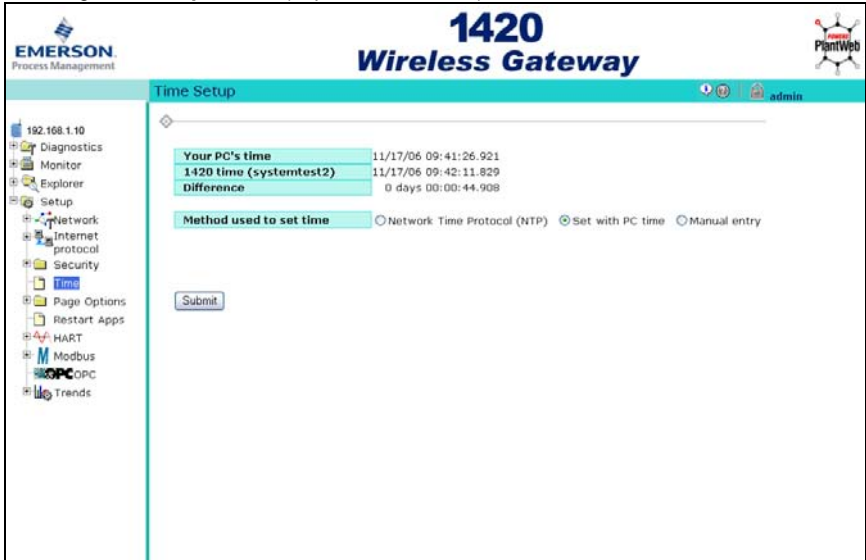 EMERSON.
Process Management
1420
Wireless Gateway
POWERED
PlantWeb
Time Setup
admin
192.168.1.10
Diagnostics
Monitor
Explorer
Setup
Network
Internet
protocol
Security
Time
Page Options
Restart Apps
HART
Modbus
OPC OPC
Trends
Your PC's time 11/17/06 09:41:26.921
1420 time (systemtest2) 11/17/06 09:42:11.829
Difference 0 days 00:00:44.908
Method used to set time Network Time Protocol (NTP) Set with PC time Manual entry
Submit